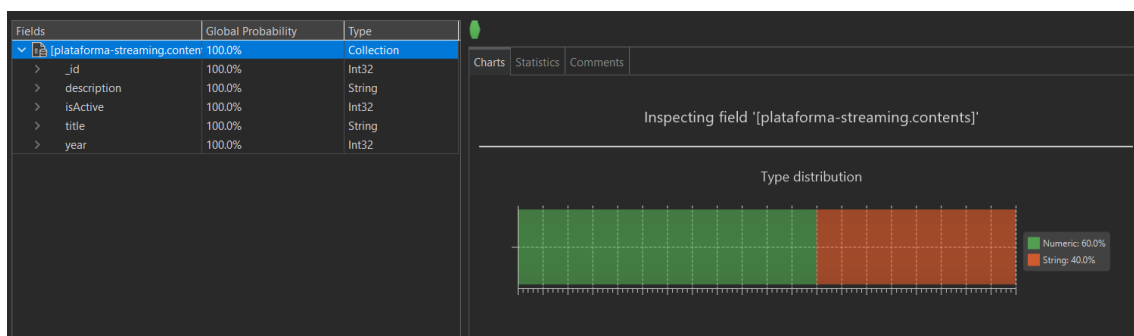 Fields Global Probability Type
[plataforma-streaming.conten 100.0% Collection
_id 100.0% Int32
description 100.0% String
isActive 100.0% Int32
title 100.0% String
year 100.0% Int32
Charts Statistics Comments
Inspecting field '[plataforma-streaming.contents]'
Type distribution
Numeric: 60.0%
String: 40.0%